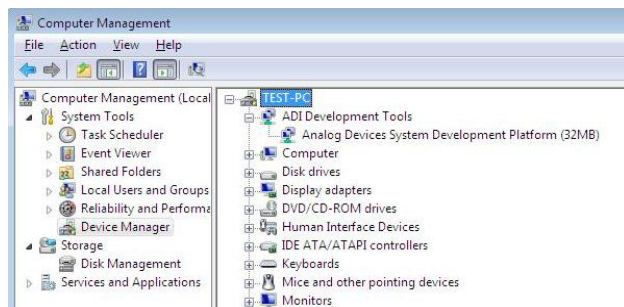 Computer Management
File Action View Help
Computer Management (Local
System Tools
Task Scheduler
Event Viewer
Shared Folders
Local Users and Groups
Reliability and Performa
Device Manager
Storage
Disk Management
Services and Applications
TEST-PC
ADI Development Tools
Analog Devices System Development Platform (32MB)
Computer
Disk drives
Display adapters
DVD/CD-ROM drives
Human Interface Devices
IDE ATA/ATAPI controllers
Keyboards
Mice and other pointing devices
Monitors